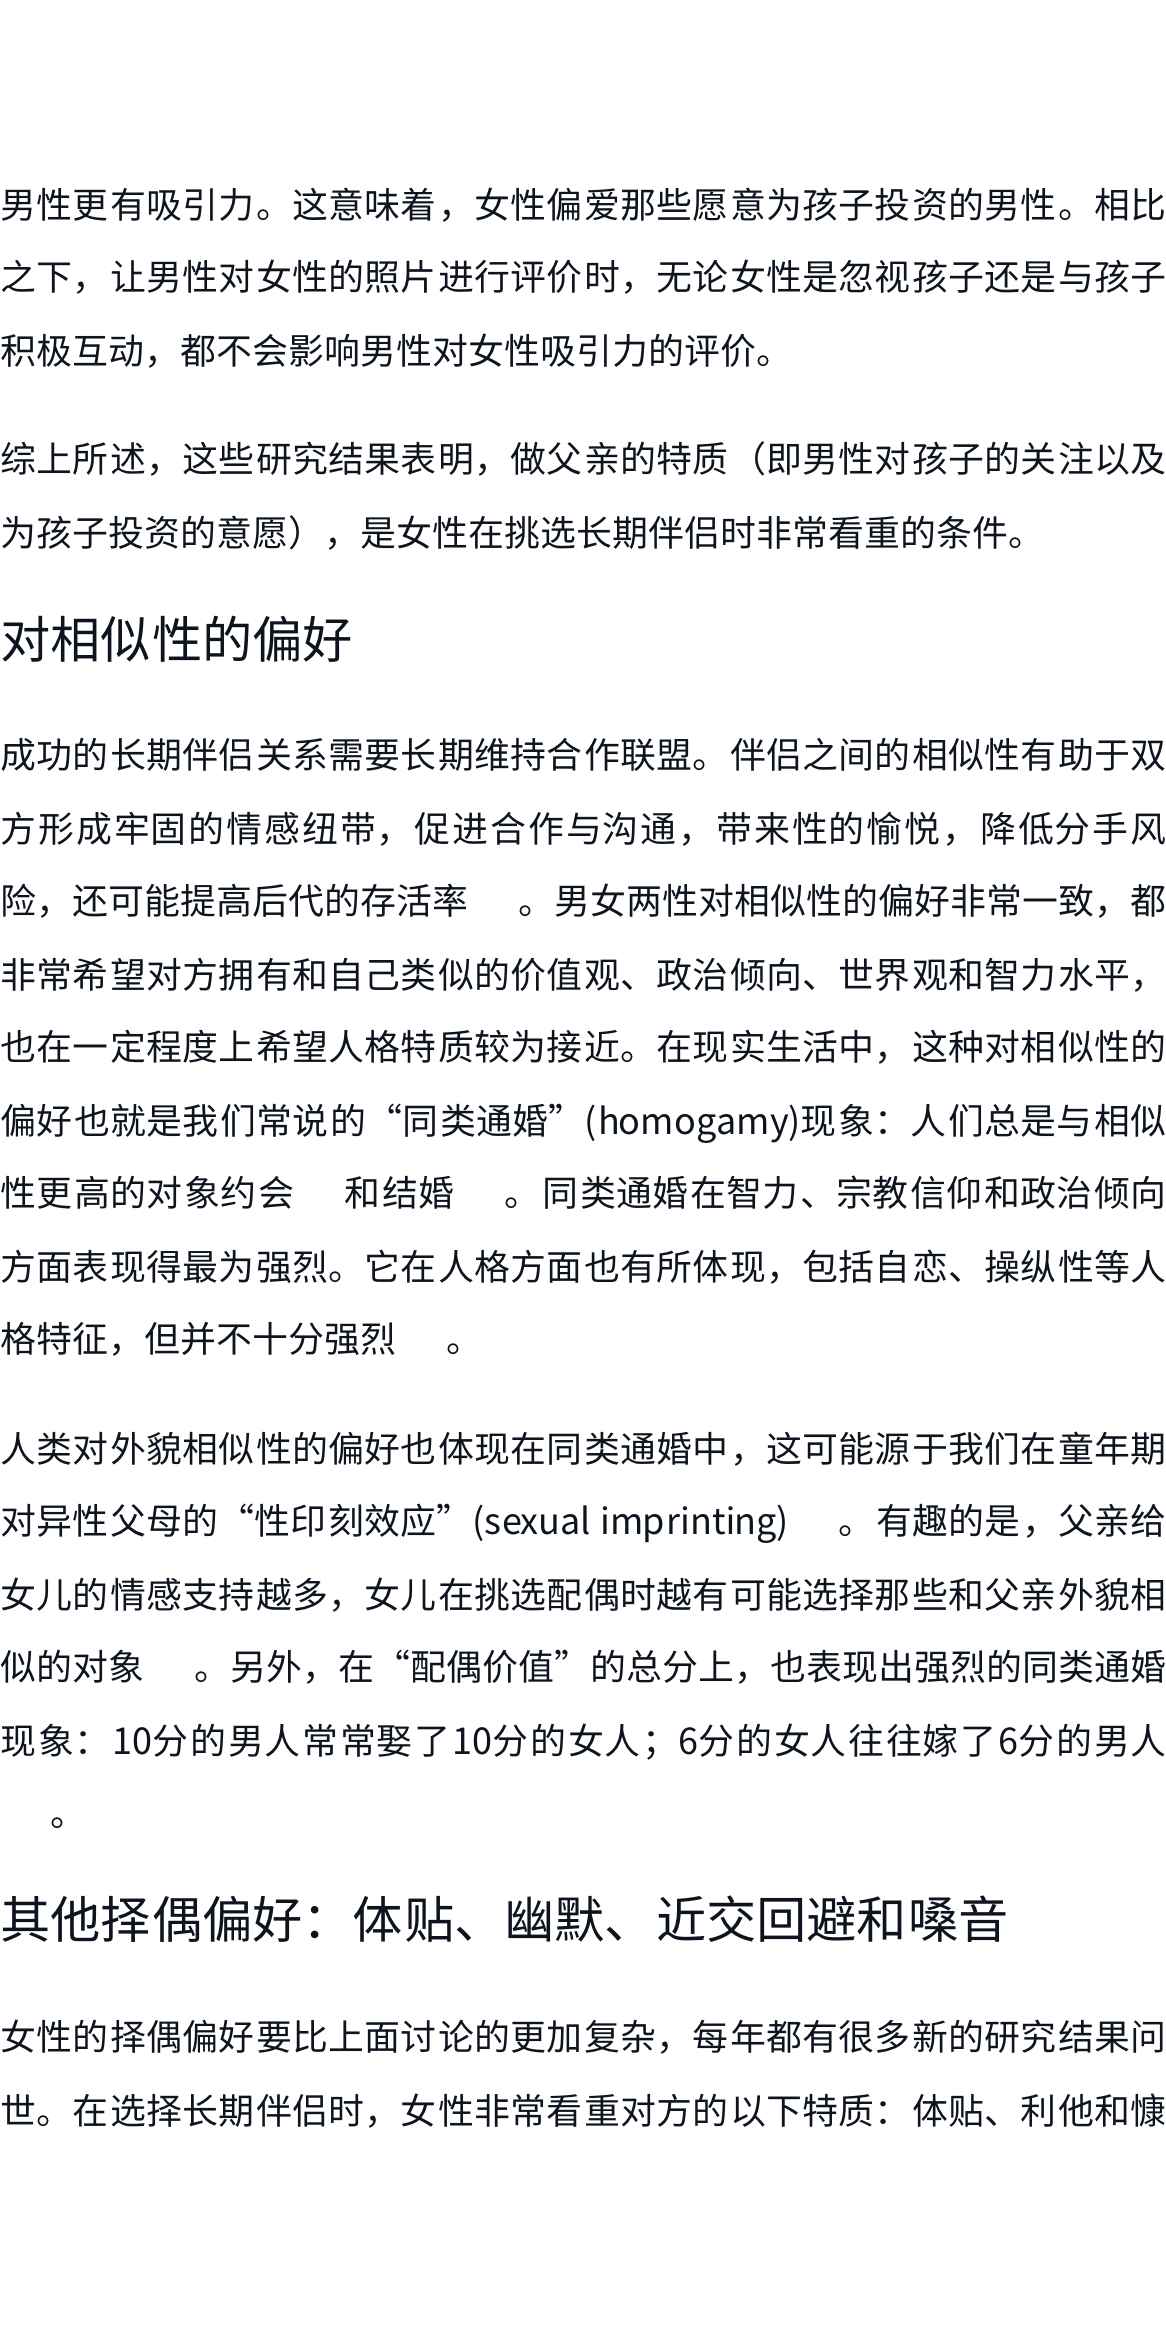 男性更有吸引力。这意味着，女性偏爱那些愿意为孩子投资的男性。相比
之下，让男性对女性的照片进行评价时，无论女性是忽视孩子还是与孩子
积极互动，都不会影响男性对女性吸引力的评价。
综上所述，这些研究结果表明，做父亲的特质（即男性对孩子的关注以及
为孩子投资的意愿），是女性在挑选长期伴侣时非常看重的条件。
对相似性的偏好
成功的长期伴侣关系需要长期维持合作联盟。伴侣之间的相似性有助于双
方形成牢固的情感纽带，促进合作与沟通，带来性的愉悦，降低分手风
险，还可能提高后代的存活率 。男女两性对相似性的偏好非常一致，都
非常希望对方拥有和自己类似的价值观、政治倾向、世界观和智力水平，
也在一定程度上希望人格特质较为接近。在现实生活中，这种对相似性的
偏好也就是我们常说的“同类通婚”(homogamy)现象：人们总是与相似
性更高的对象约会 和结婚 。同类通婚在智力、宗教信仰和政治倾向
方面表现得最为强烈。它在人格方面也有所体现，包括自恋、操纵性等人
格特征，但并不十分强烈 。
人类对外貌相似性的偏好也体现在同类通婚中，这可能源于我们在童年期
对异性父母的“性印刻效应”(sexual imprinting) 。有趣的是，父亲给
女儿的情感支持越多，女儿在挑选配偶时越有可能选择那些和父亲外貌相
似的对象 。另外，在“配偶价值”的总分上，也表现出强烈的同类通婚
现象：10分的男人常常娶了10分的女人；6分的女人往往嫁了6分的男人
。
其他择偶偏好：体贴、幽默、近交回避和嗓音
女性的择偶偏好要比上面讨论的更加复杂，每年都有很多新的研究结果问
世。在选择长期伴侣时，女性非常看重对方的以下特质：体贴、利他和慷